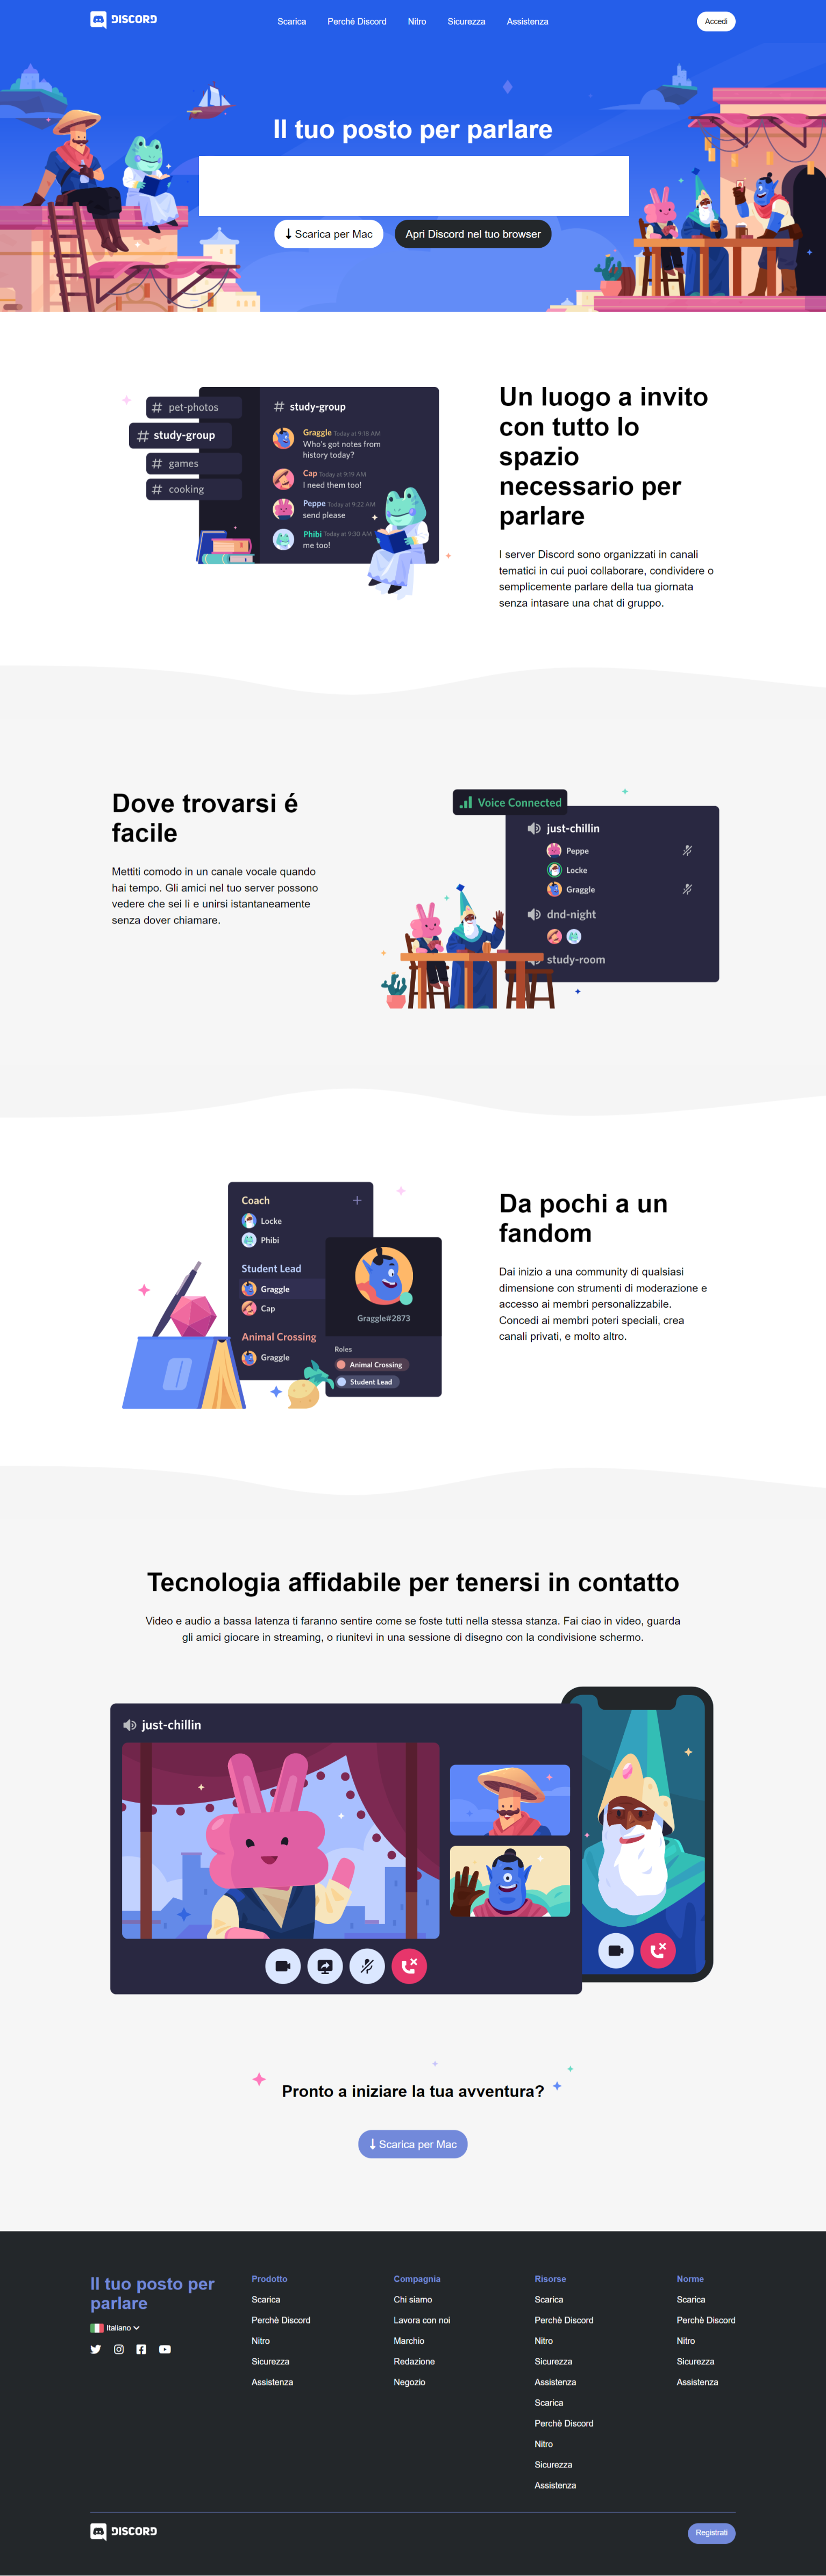 DISCORD
Scarica
Perché Discord
Nitro
Sicurezza
Assistenza
Accedi
Il tuo posto per parlare
Scarica per Mac
Apri Discord nel tuo browser
# pet-photos
# study-group
# games
# cooking
# study-group
Graggle Today at 9:18 AM
Who's got notes from
history today?
Cap Today at 9:19 AM
I need them too!
Peppe Today at 9:22 AM
send please
Phibi Today at 9:30 AM
me too!
Un luogo a invito
con tutto lo
spazio
necessario per
parlare
I server Discord sono organizzati in canali
tematici in cui puoi collaborare, condividere o
semplicemente parlare della tua giornata
senza intasare una chat di gruppo.
Dove trovarsi é
facile
Mettiti comodo in un canale vocale quando
hai tempo. Gli amici nel tuo server possono
vedere che sei lì e unirsi istantaneamente
senza dover chiamare.
Voice Connected
just-chillin
Peppe
Locke
Graggle
dnd-night
study-room
Coach
Locke
Phibi
Student Lead
Graggle
Cap
Animal Crossing
Graggle
Graggle#2873
Roles
Animal Crossing
Student Lead
Da pochi a un
fandom
Dai inizio a una community di qualsiasi
dimensione con strumenti di moderazione e
accesso ai membri personalizzabile.
Concedi ai membri poteri speciali, crea
canali privati, e molto altro.
Tecnologia affidabile per tenersi in contatto
Video e audio a bassa latenza ti faranno sentire come se foste tutti nella stessa stanza. Fai ciao in video, guarda
gli amici giocare in streaming, o riunitevi in una sessione di disegno con la condivisione schermo.
just-chillin
Pronto a iniziare la tua avventura?
Scarica per Mac
Il tuo posto per
parlare
Italiano
Prodotto
Scarica
Perchè Discord
Nitro
Sicurezza
Assistenza
Compagnia
Chi siamo
Lavora con noi
Marchio
Redazione
Negozio
Risorse
Scarica
Perchè Discord
Nitro
Sicurezza
Assistenza
Scarica
Perchè Discord
Nitro
Sicurezza
Assistenza
Norme
Scarica
Perchè Discord
Nitro
Sicurezza
Assistenza
DISCORD
Registrati